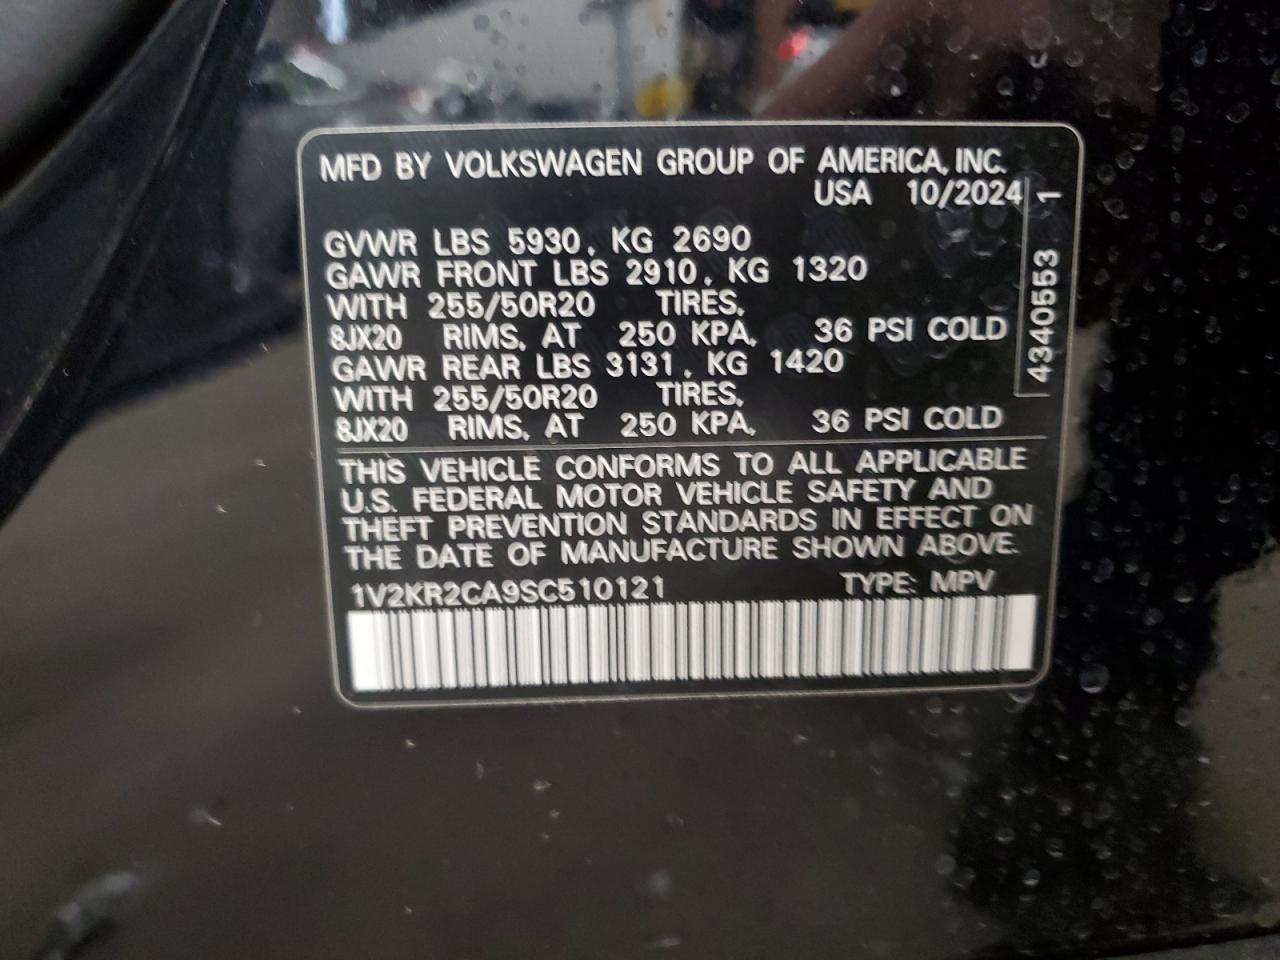 MFD BY VOLKSWAGEN GROUP OF AMERICA, INC.
USA 10/2024
GVWR LBS 5930, KG 2690
GAWR FRONT LBS 2910, KG 1320
WITH 255/50R20 TIRES,
8JX20 RIMS, AT 250 KPA, 36 PSI COLD
GAWR REAR LBS 3131, KG 1420
WITH 255/50R20 TIRES,
8JX20 RIMS, AT 250 KPA, 36 PSI COLD
4340553 1
THIS VEHICLE CONFORMS TO ALL APPLICABLE
U.S. FEDERAL MOTOR VEHICLE SAFETY AND
THEFT PREVENTION STANDARDS IN EFFECT ON
THE DATE OF MANUFACTURE SHOWN ABOVE.
1V2KR2CA9SC510121 TYPE: MPV